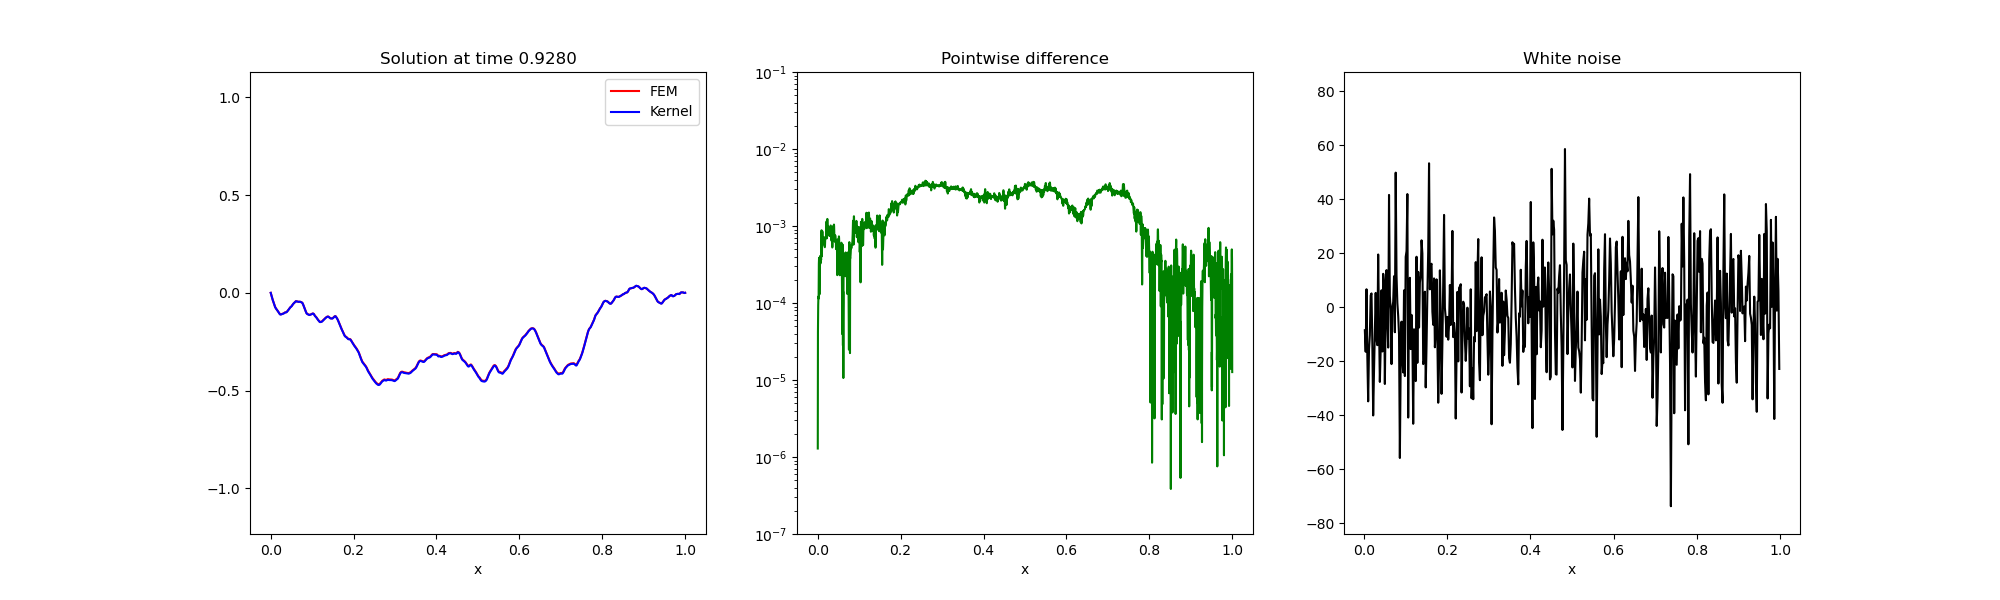 Solution at time 0.9280
FEM
Kernel
1.0
0.5
0.0
−0.5
−1.0
0.0 0.2 0.4 0.6 0.8 1.0
x
Pointwise difference
10⁻¹
10⁻²
10⁻³
10⁻⁴
10⁻⁵
10⁻⁶
10⁻⁷
0.0 0.2 0.4 0.6 0.8 1.0
x
White noise
80
60
40
20
0
−20
−40
−60
−80
0.0 0.2 0.4 0.6 0.8 1.0
x